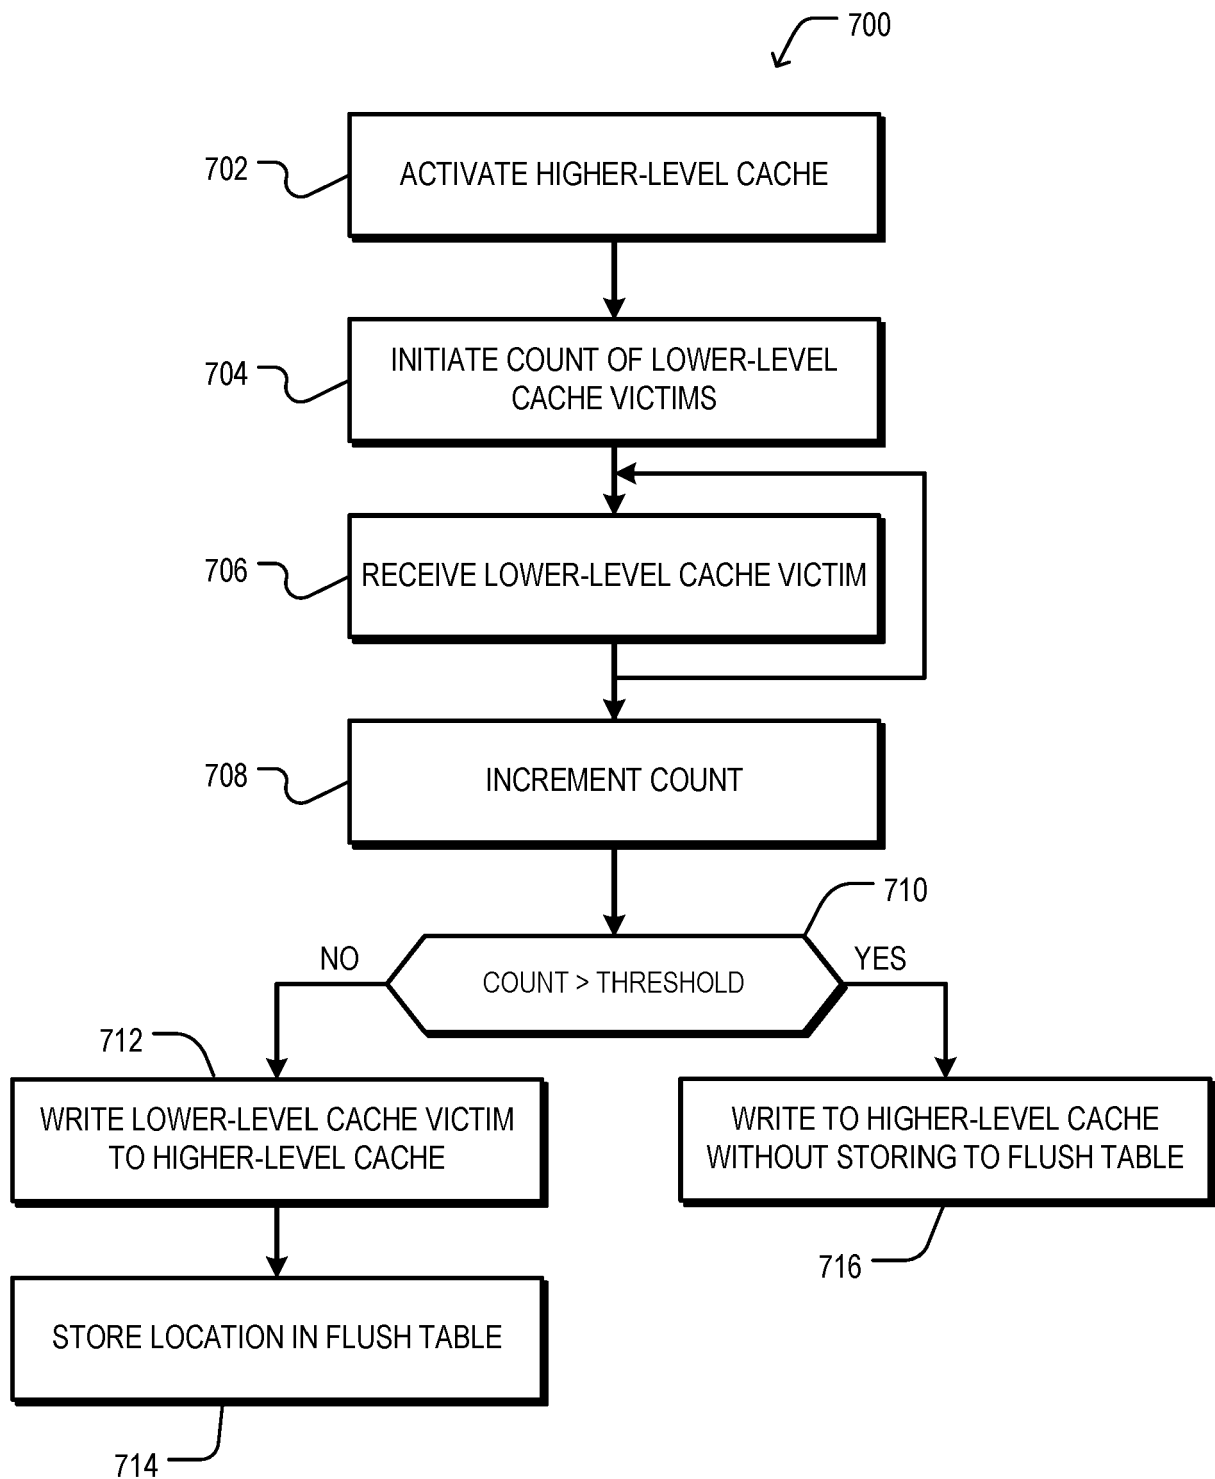 700
702
ACTIVATE HIGHER-LEVEL CACHE
704
INITIATE COUNT OF LOWER-LEVEL
CACHE VICTIMS
706
RECEIVE LOWER-LEVEL CACHE VICTIM
708
INCREMENT COUNT
710
NO
COUNT > THRESHOLD
YES
712
WRITE LOWER-LEVEL CACHE VICTIM
TO HIGHER-LEVEL CACHE
WRITE TO HIGHER-LEVEL CACHE
WITHOUT STORING TO FLUSH TABLE
716
STORE LOCATION IN FLUSH TABLE
714